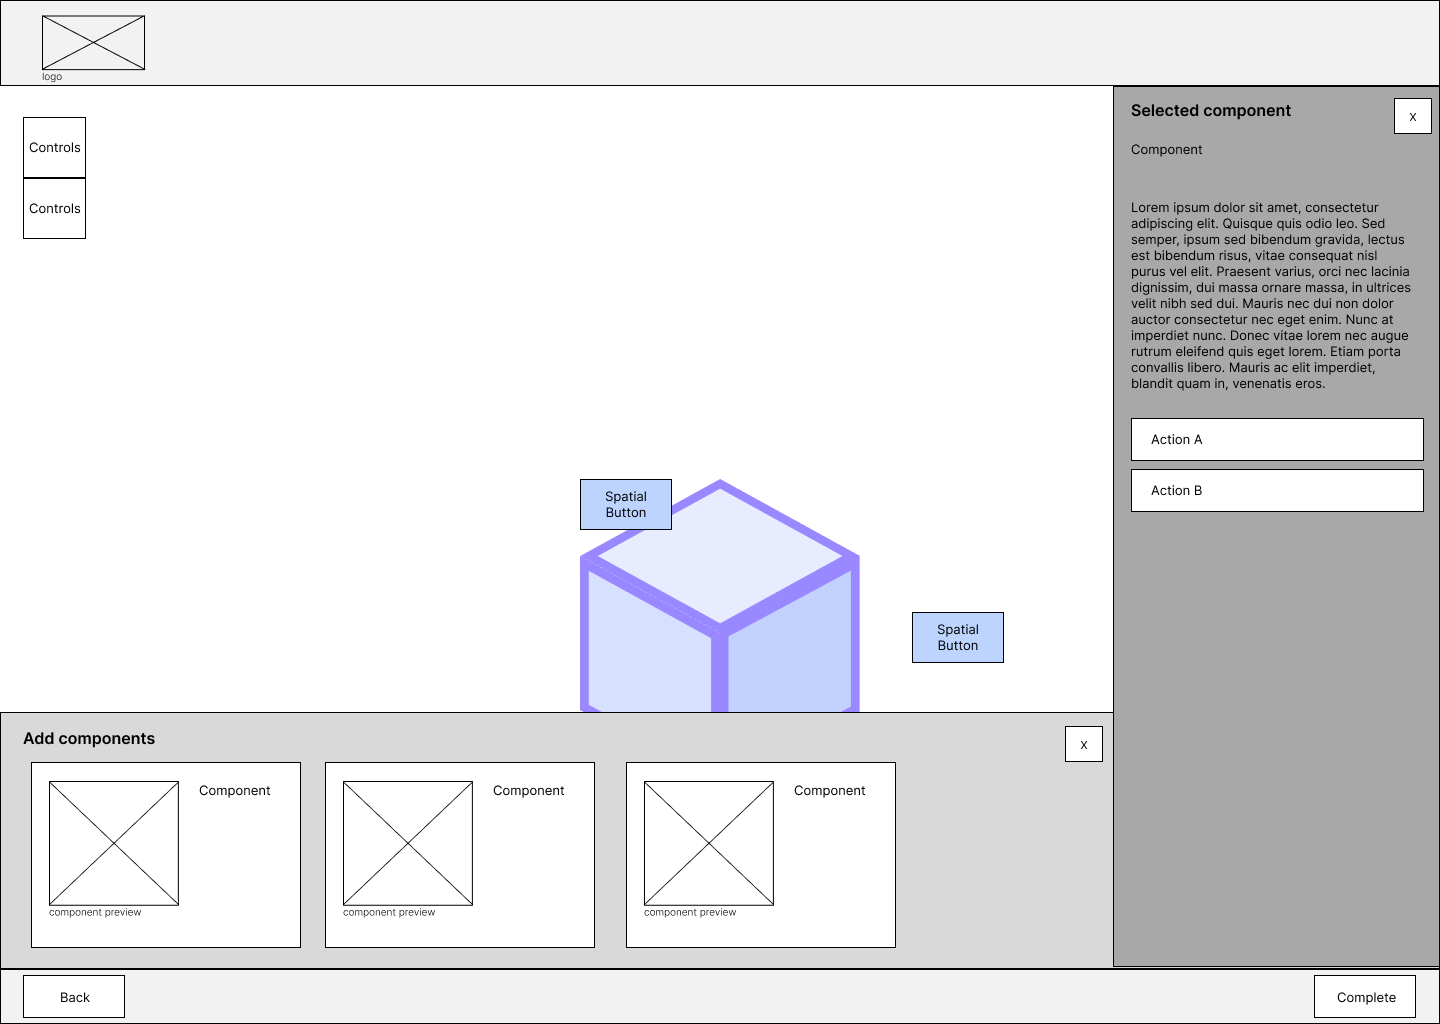 logo
Controls
Controls
Selected component
X
Component
Lorem ipsum dolor sit amet, consectetur
adipiscing elit. Quisque quis odio leo. Sed
semper, ipsum sed bibendum gravida, lectus
est bibendum risus, vitae consequat nisl
purus vel elit. Praesent varius, orci nec lacinia
dignissim, dui massa ornare massa, in ultrices
velit nibh sed dui. Mauris nec dui non dolor
auctor consectetur nec eget enim. Nunc at
imperdiet nunc. Donec vitae lorem nec augue
rutrum eleifend quis eget lorem. Etiam porta
convallis libero. Mauris ac elit imperdiet,
blandit quam in, venenatis eros.
Action A
Action B
Spatial
Button
Spatial
Button
Add components
X
Component
component preview
Component
component preview
Component
component preview
Back
Complete